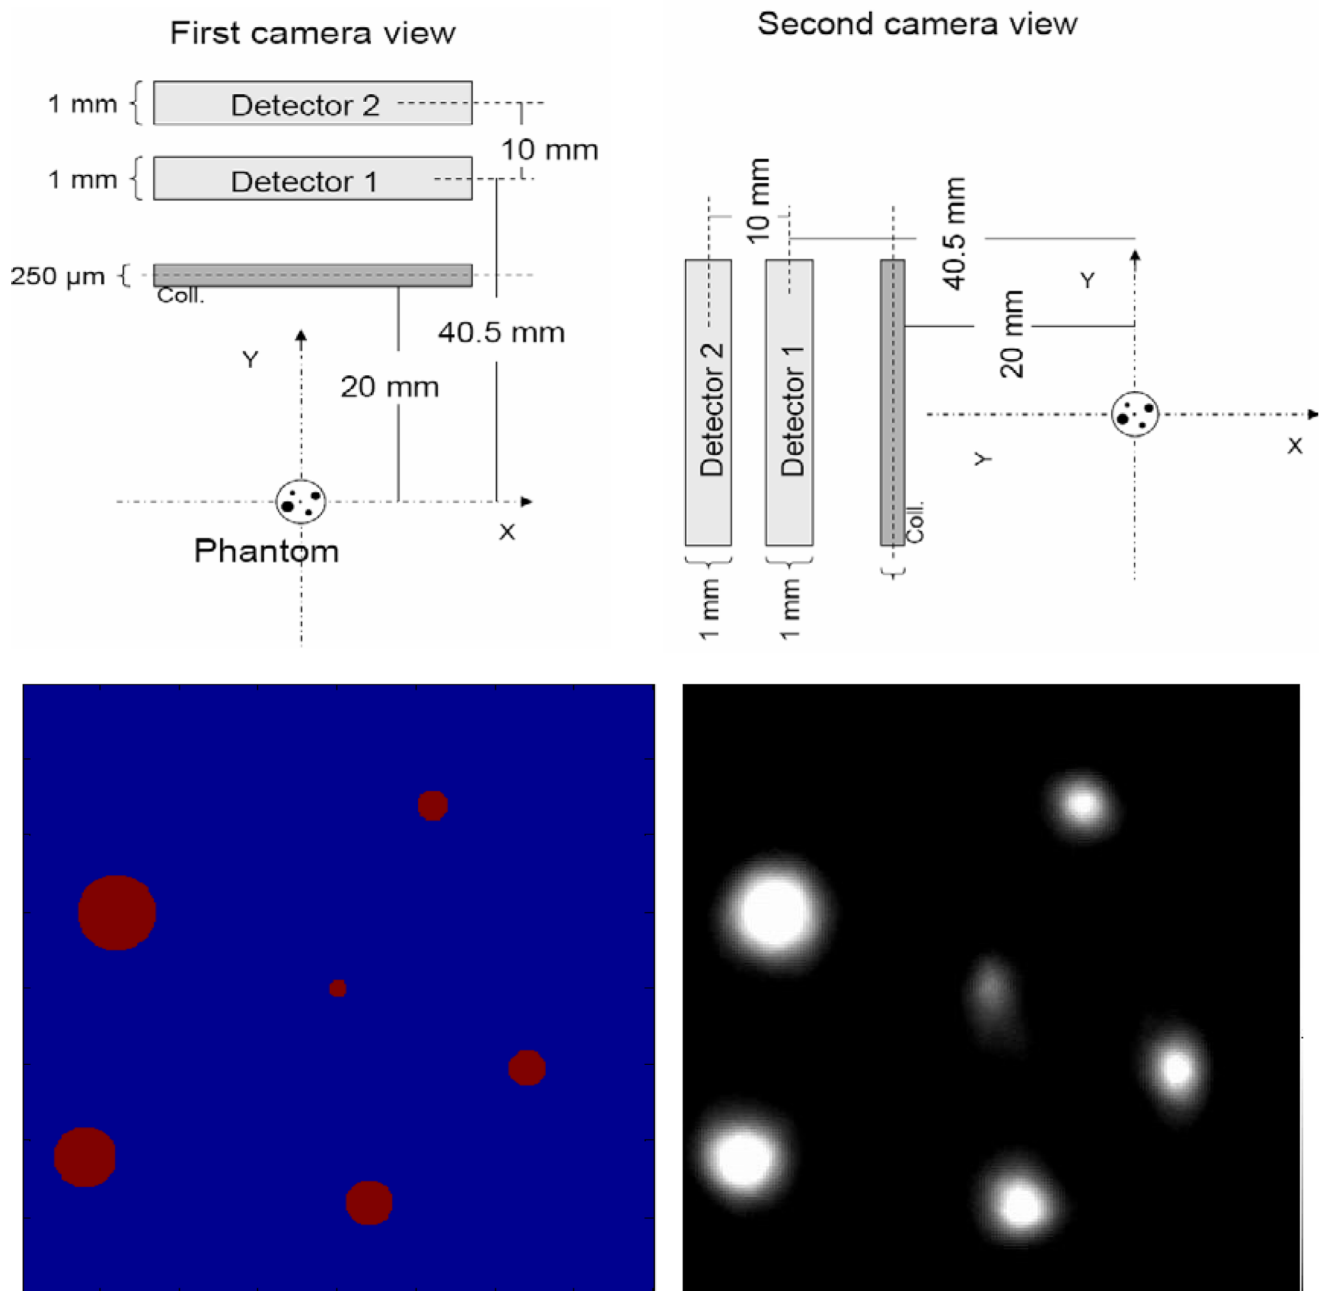 First camera view
1 mm
Detector 2
10 mm
1 mm
Detector 1
250 µm
Coll.
40.5 mm
Y
20 mm
X
Phantom
Second camera view
10 mm
40.5 mm
Y
20 mm
Detector 2
Detector 1
Y
X
Coll.
1 mm
1 mm